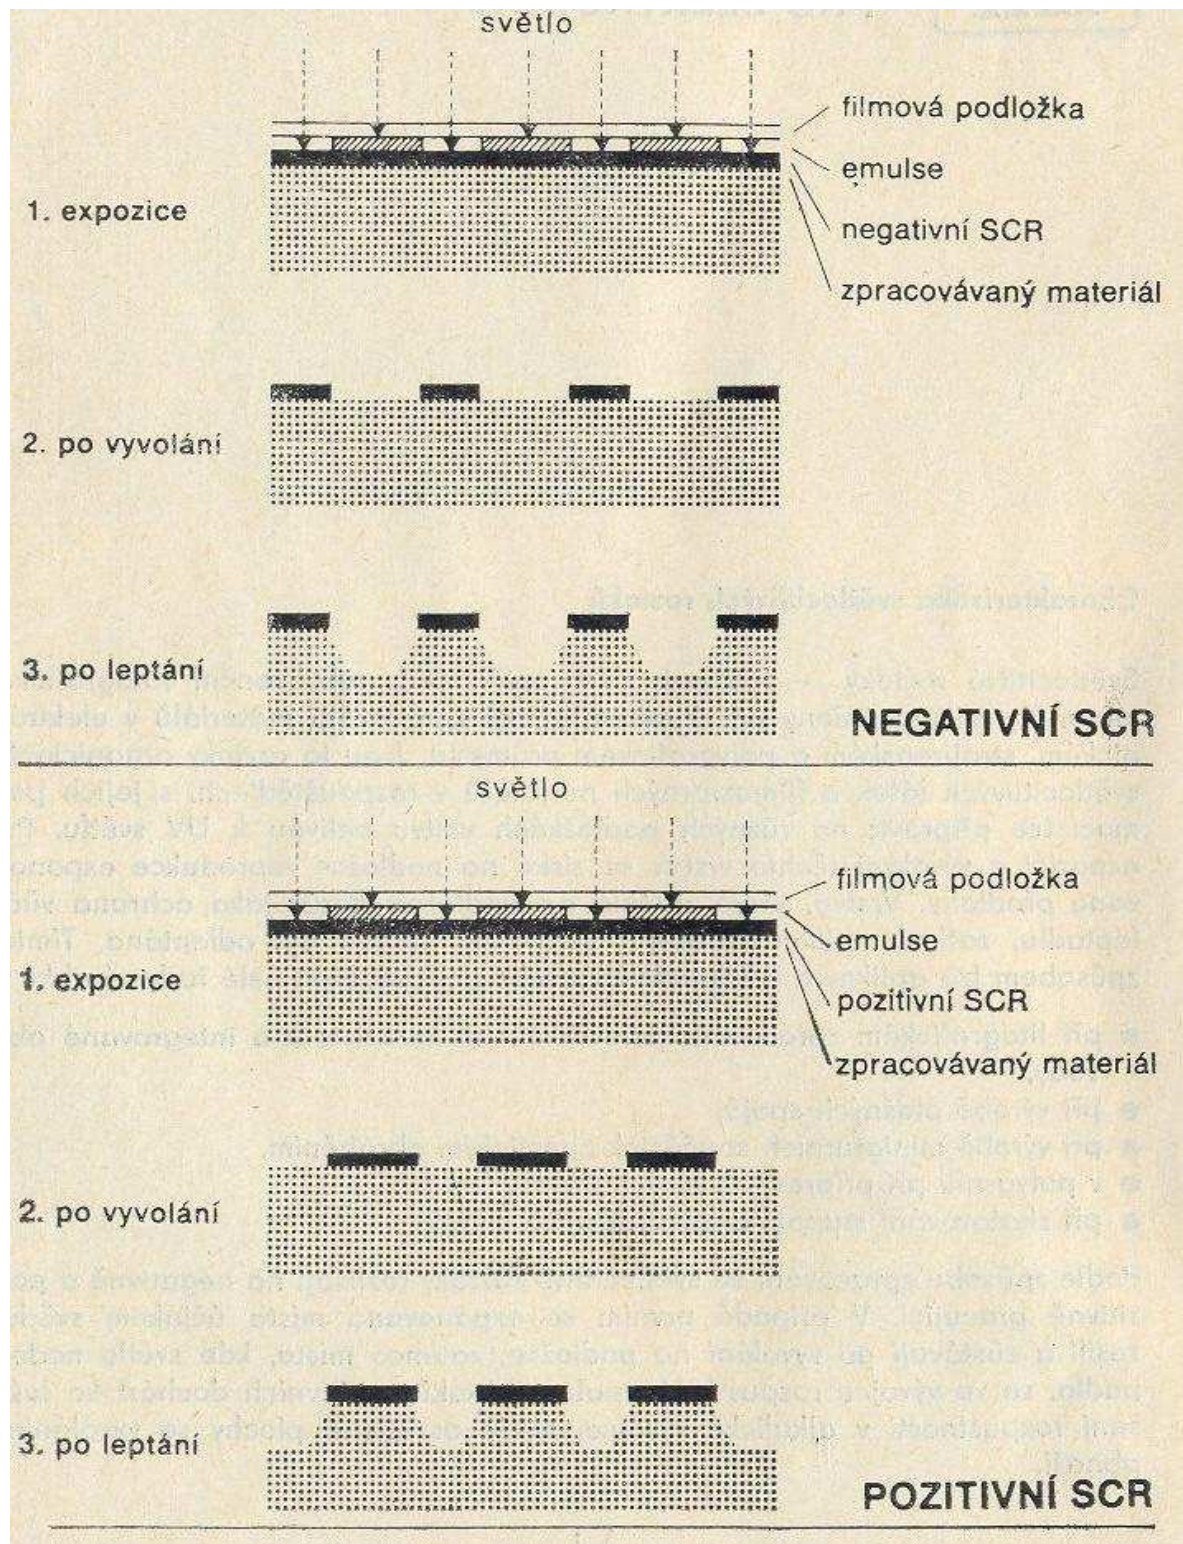 světlo
filmová podložka
emulse
1. expozice
negativní SCR
zpracovávaný materiál
2. po vyvolání
3. po leptání
NEGATIVNÍ SCR
světlo
filmová podložka
emulse
1. expozice
pozitivní SCR
zpracovávaný materiál
2. po vyvolání
3. po leptání
POZITIVNÍ SCR